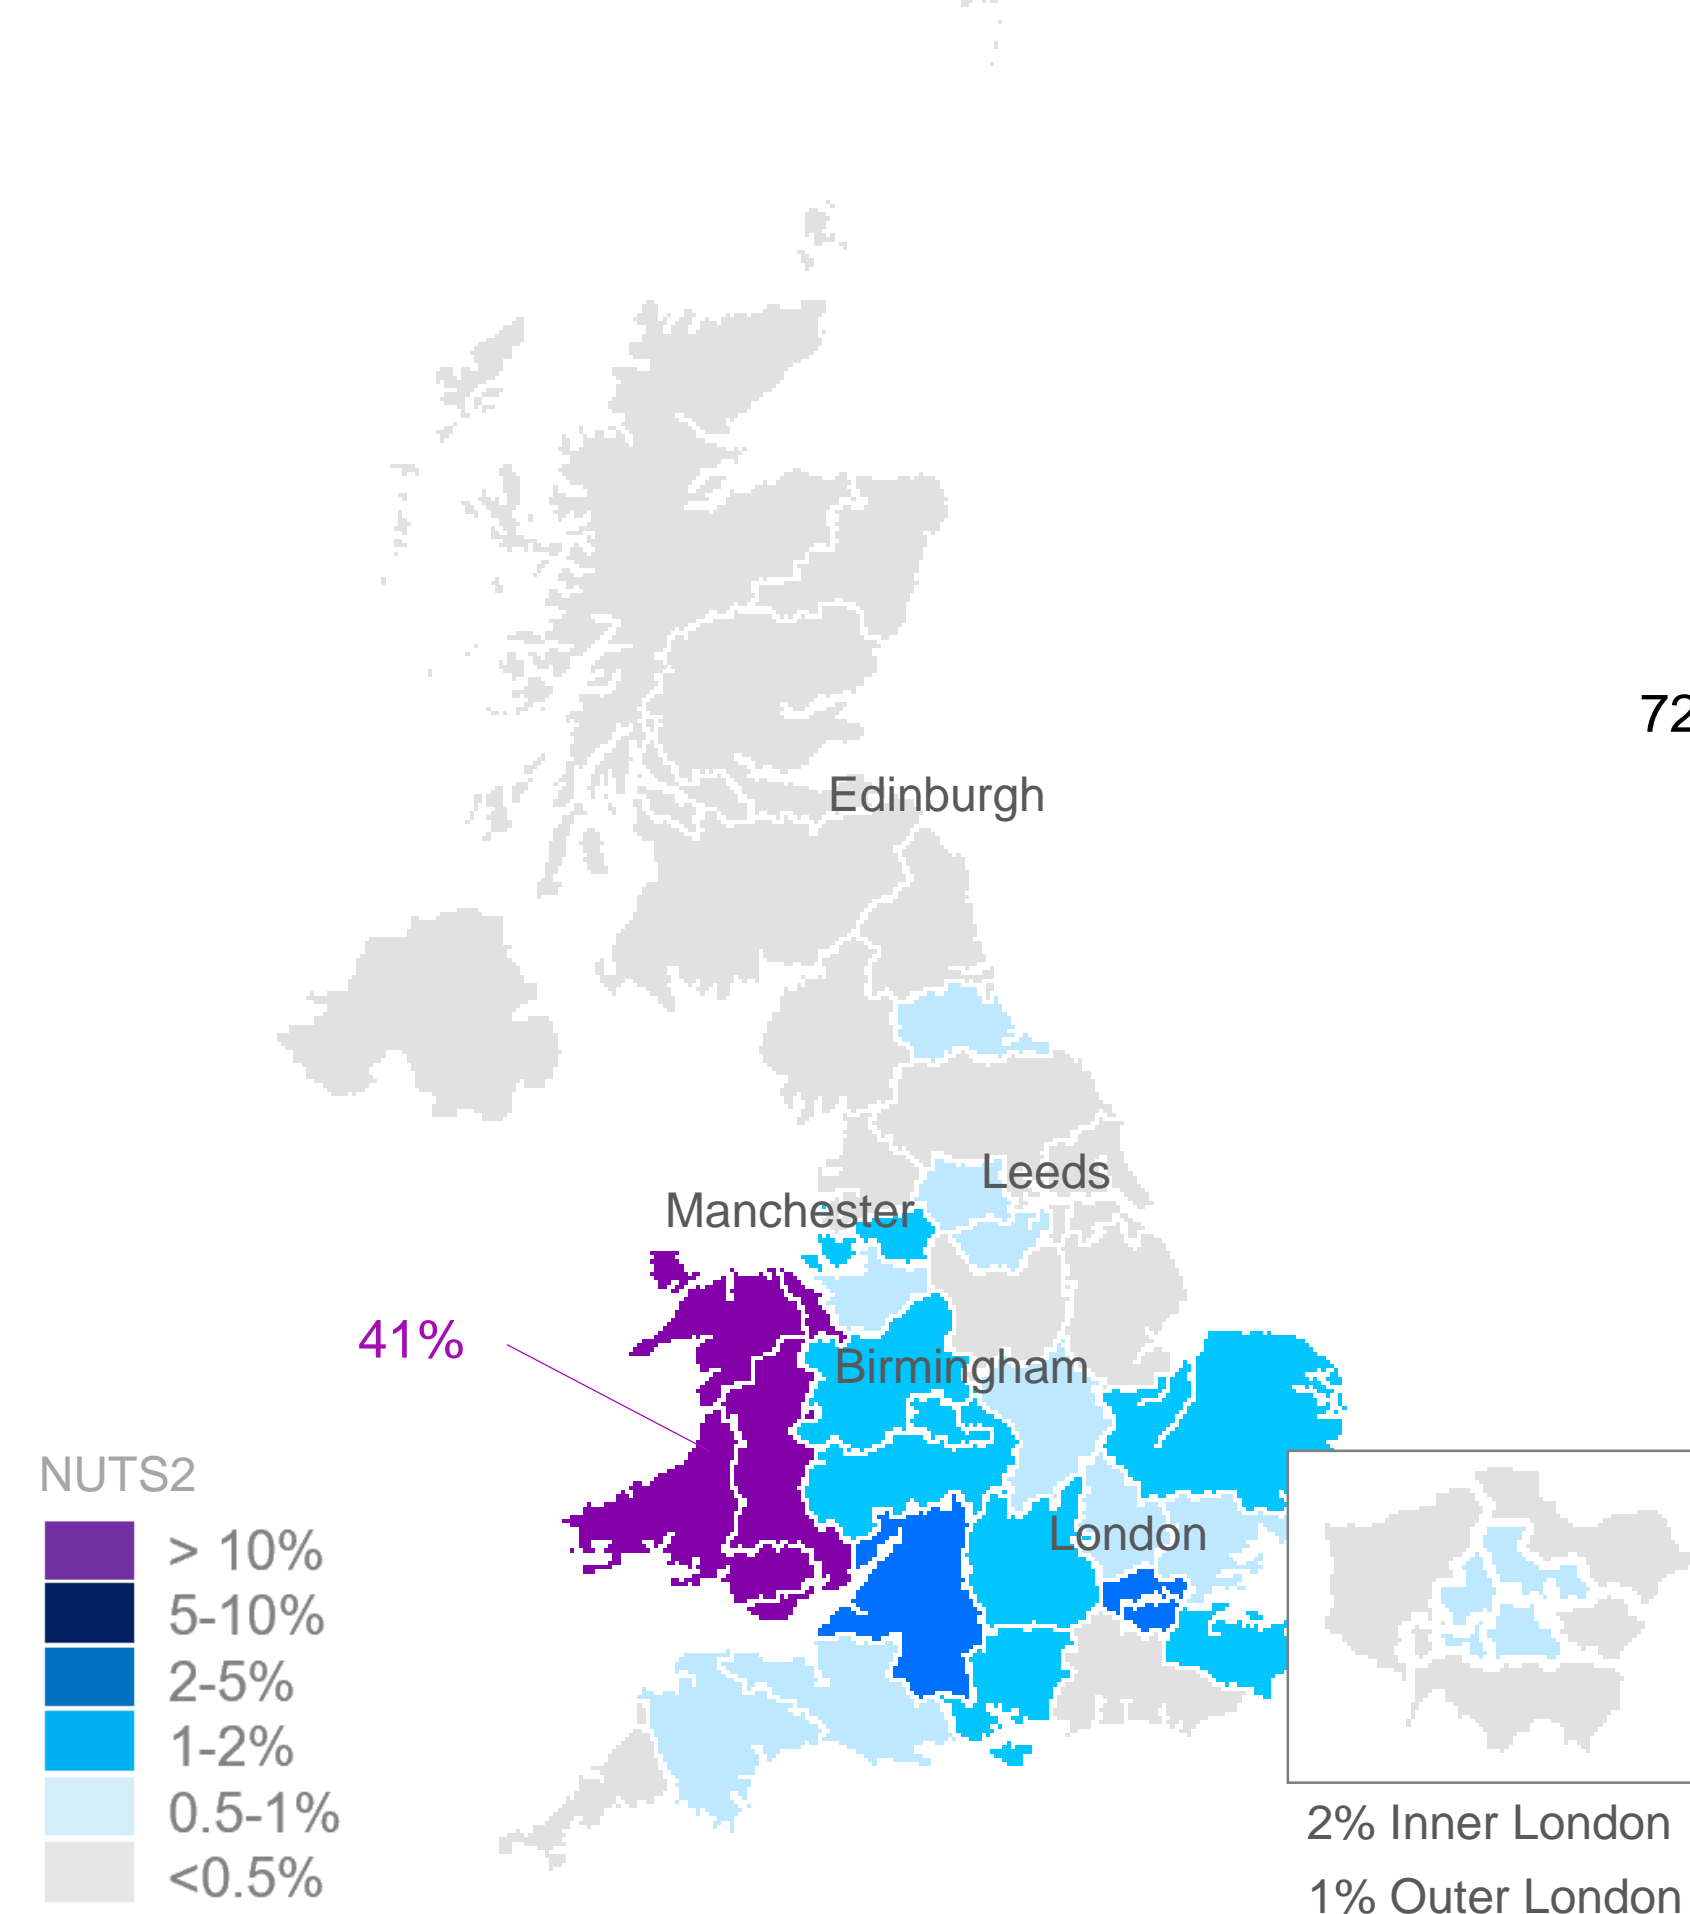 72
Edinburgh
Leeds
Manchester
41%
Birmingham
NUTS2
London
> 10%
5-10%
2-5%
1-2%
0.5-1%
<0.5%
2% Inner London
1% Outer London